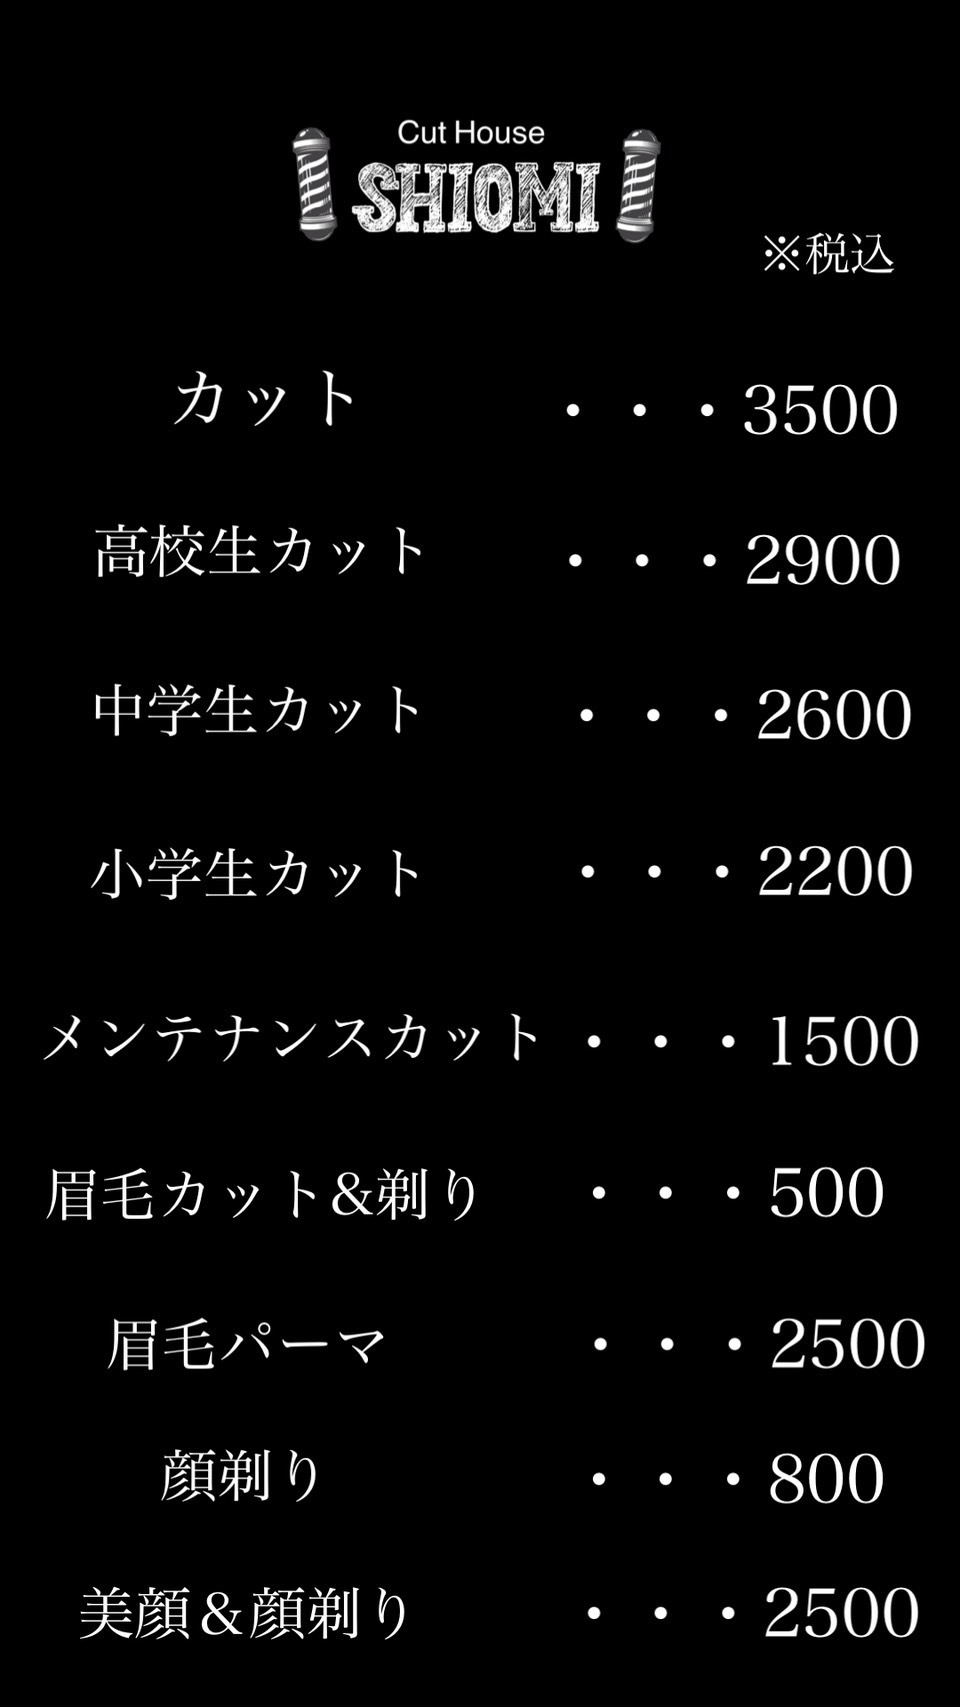 Cut House
SHIOMI
※税込
カット ・・・3500
高校生カット ・・・2900
中学生カット ・・・2600
小学生カット ・・・2200
メンテナンスカット ・・・1500
眉毛カット&剃り ・・・500
眉毛パーマ ・・・2500
顔剃り ・・・800
美顔＆顔剃り ・・・2500